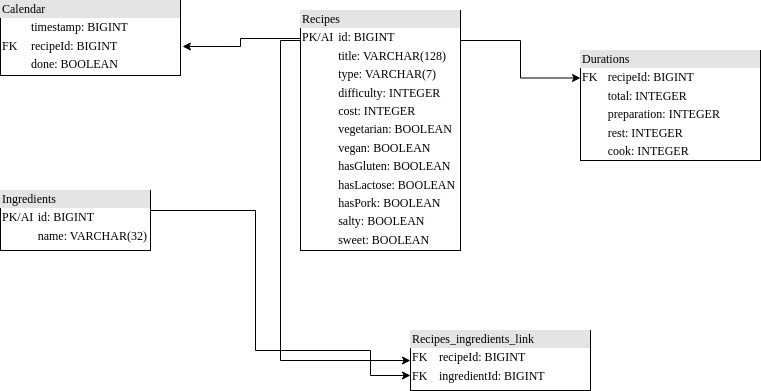 Calendar
timestamp: BIGINT
FK recipeId: BIGINT
done: BOOLEAN
Recipes
PK/AI id: BIGINT
title: VARCHAR(128)
type: VARCHAR(7)
difficulty: INTEGER
cost: INTEGER
vegetarian: BOOLEAN
vegan: BOOLEAN
hasGluten: BOOLEAN
hasLactose: BOOLEAN
hasPork: BOOLEAN
salty: BOOLEAN
sweet: BOOLEAN
Durations
FK recipeId: BIGINT
total: INTEGER
preparation: INTEGER
rest: INTEGER
cook: INTEGER
Ingredients
PK/AI id: BIGINT
name: VARCHAR(32)
Recipes_ingredients_link
FK recipeId: BIGINT
FK ingredientId: BIGINT